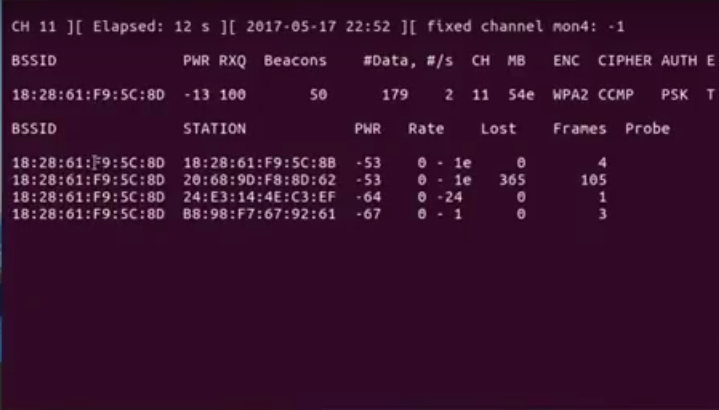 CH 11 ][ Elapsed: 12 s ][ 2017-05-17 22:52 ][ fixed channel mon4: -1
BSSID PWR RXQ Beacons #Data, #/s CH MB ENC CIPHER AUTH E
18:28:61:F9:5C:8D -13 100 50 179 2 11 54e WPA2 CCMP PSK T
BSSID STATION PWR Rate Lost Frames Probe
18:28:61:F9:5C:8D 18:28:61:F9:5C:8B -53 0 - 1e 0 4
18:28:61:F9:5C:8D 20:68:9D:F8:8D:62 -53 0 - 1e 365 105
18:28:61:F9:5C:8D 24:E3:14:4E:C3:EF -64 0 -24 0 1
18:28:61:F9:5C:8D B8:98:F7:67:92:61 -67 0 - 1 0 3